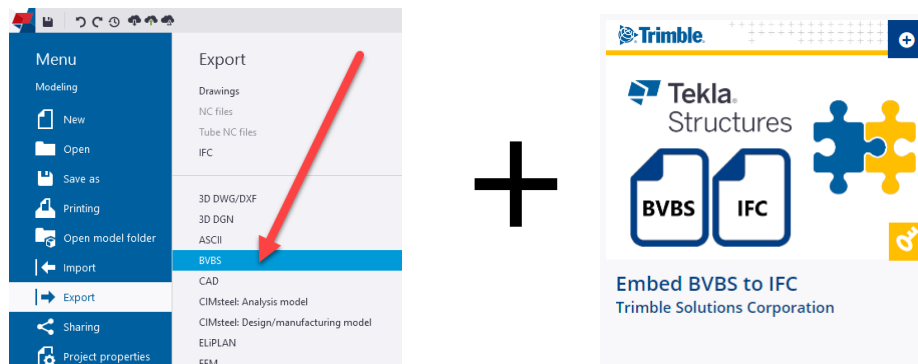 Menu
Modeling
New
Open
Save as
Printing
Open model folder
Import
Export
Sharing
Project properties
Export
Drawings
NC files
Tube NC files
IFC
3D DWG/DXF
3D DGN
ASCII
BVBS
CAD
CIMsteel: Analysis model
CIMsteel: Design/manufacturing model
ELiPLAN
FEM
Trimble.
Tekla.
Structures
BVBS
IFC
Embed BVBS to IFC
Trimble Solutions Corporation